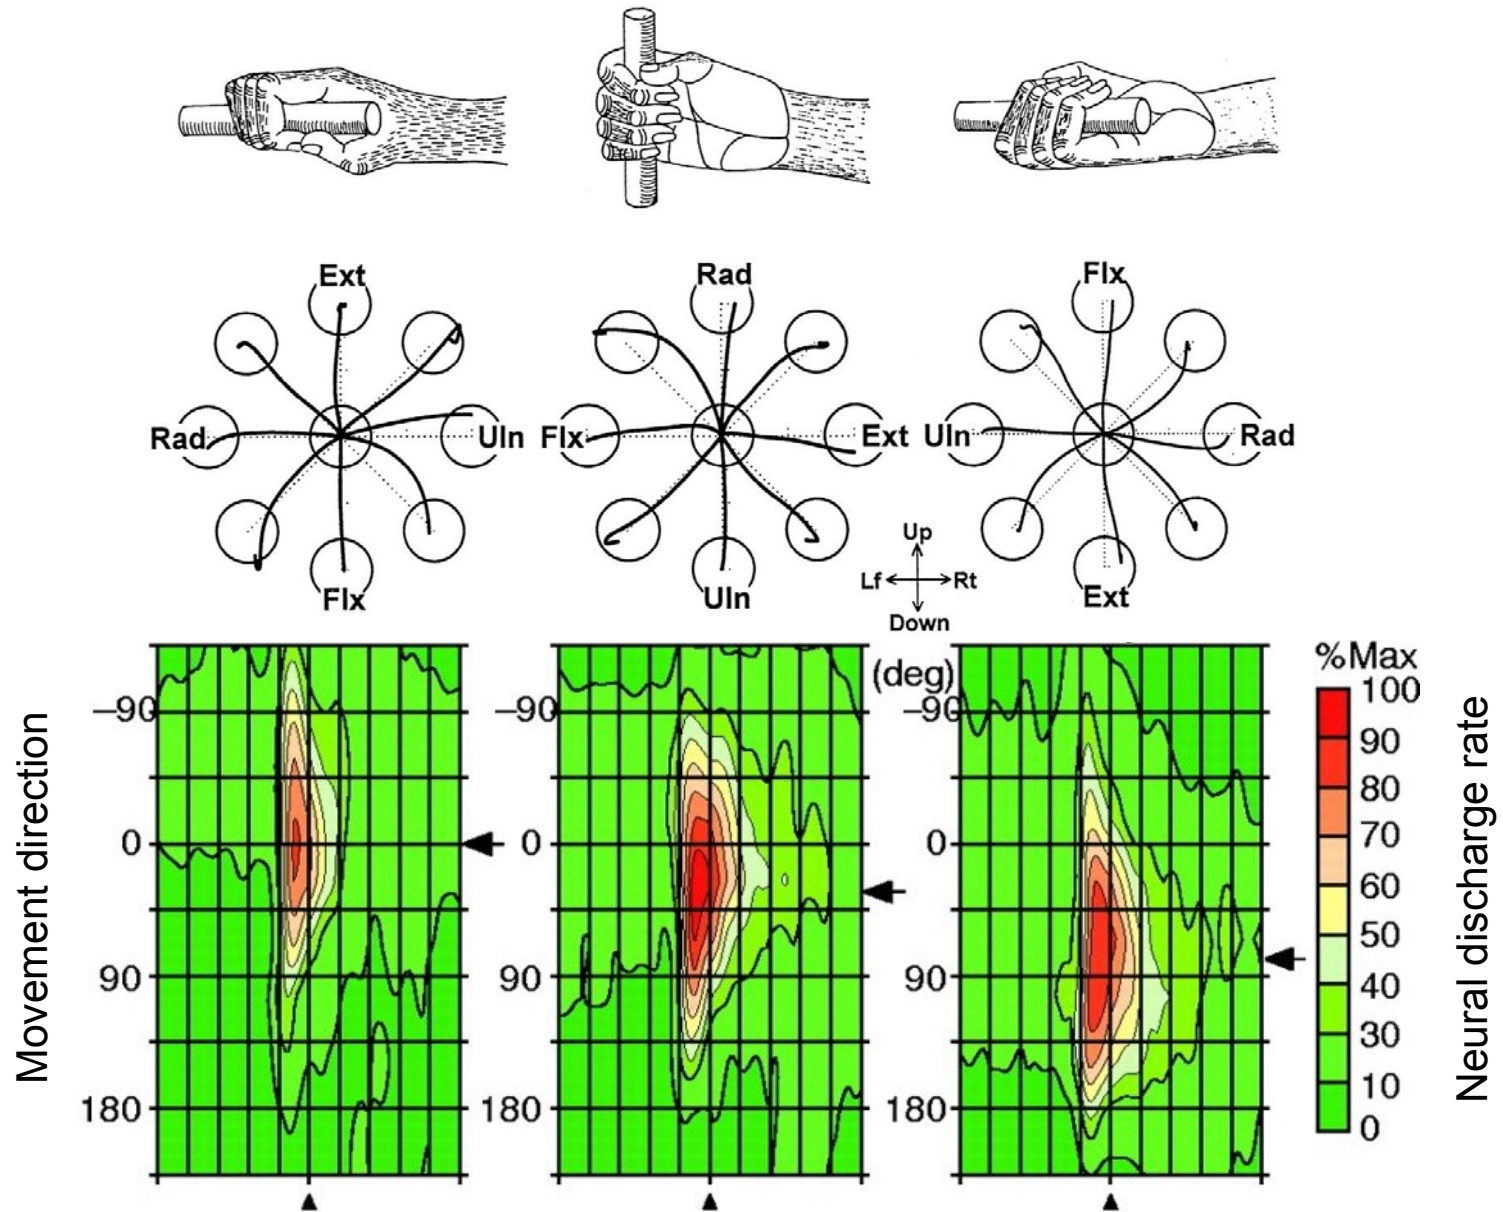 Ext
Rad
Uln
Flx
Rad
Flx
Ext
Uln
Flx
Uln
Rad
Ext
Up
Lf
Rt
Down
Movement direction
−90
0
90
180
−90
0
90
180
(deg)
−90
0
90
180
%Max
100
90
80
70
60
50
40
30
10
0
Neural discharge rate